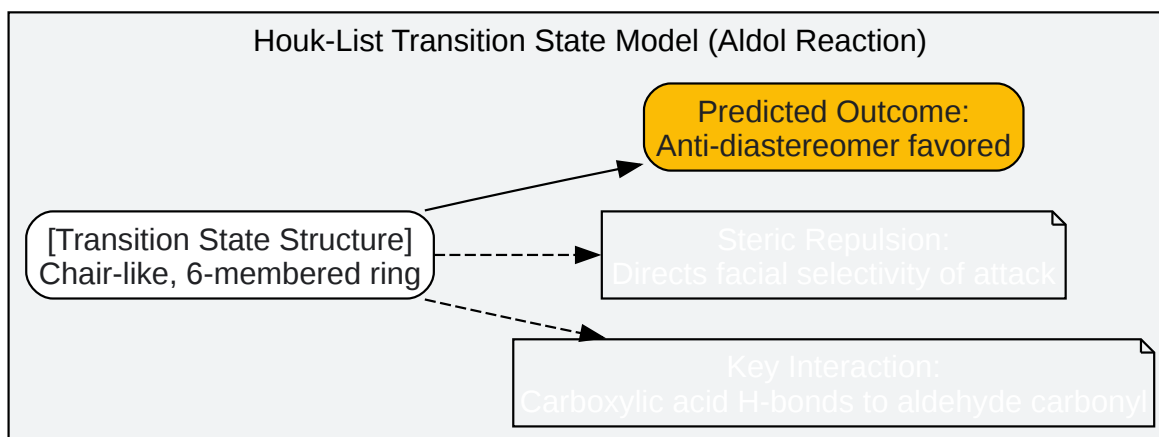 Houk-List Transition State Model (Aldol Reaction)
Predicted Outcome:
Anti-diastereomer favored
[Transition State Structure]
Chair-like, 6-membered ring
Steric Repulsion:
Directs facial selectivity of attack
Key Interaction:
Carboxylic acid H-bonds to aldehyde carbonyl